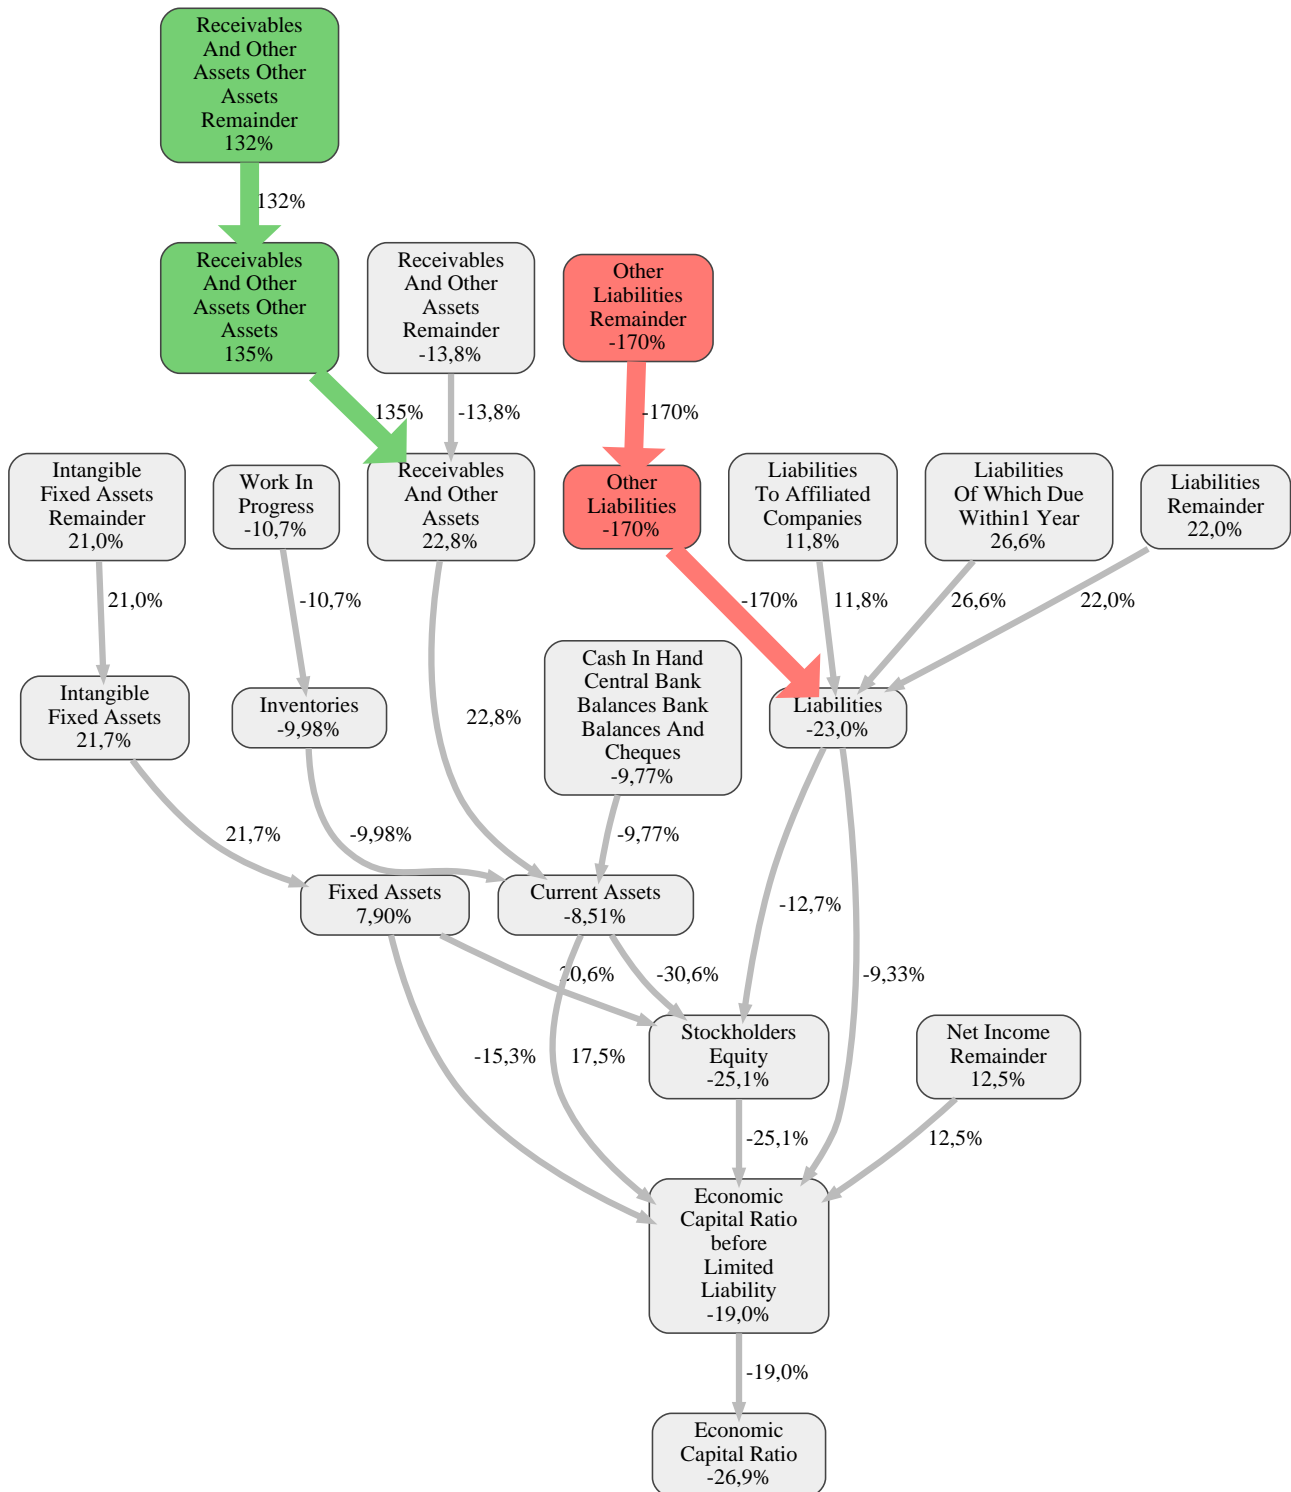 Receivables
And Other
Assets Other
Assets
Remainder
132%
132%
Receivables
And Other
Assets Other
Assets
135%
Receivables
And Other
Assets
Remainder
-13,8%
Other
Liabilities
Remainder
-170%
135%
-13,8%
-170%
Intangible
Fixed Assets
Remainder
21,0%
Work In
Progress
-10,7%
Receivables
And Other
Assets
22,8%
Other
Liabilities
-170%
Liabilities
To Affiliated
Companies
11,8%
Liabilities
Of Which Due
Within1 Year
26,6%
Liabilities
Remainder
22,0%
21,0%
-10,7%
-170%
11,8%
26,6%
22,0%
Intangible
Fixed Assets
21,7%
Inventories
-9,98%
22,8%
Cash In Hand
Central Bank
Balances Bank
Balances And
Cheques
-9,77%
Liabilities
-23,0%
21,7%
-9,98%
-9,77%
Fixed Assets
7,90%
Current Assets
-8,51%
-12,7%
20,6%
-30,6%
-9,33%
Stockholders
Equity
-25,1%
Net Income
Remainder
12,5%
-15,3%
17,5%
-25,1%
12,5%
Economic
Capital Ratio
before
Limited
Liability
-19,0%
-19,0%
Economic
Capital Ratio
-26,9%